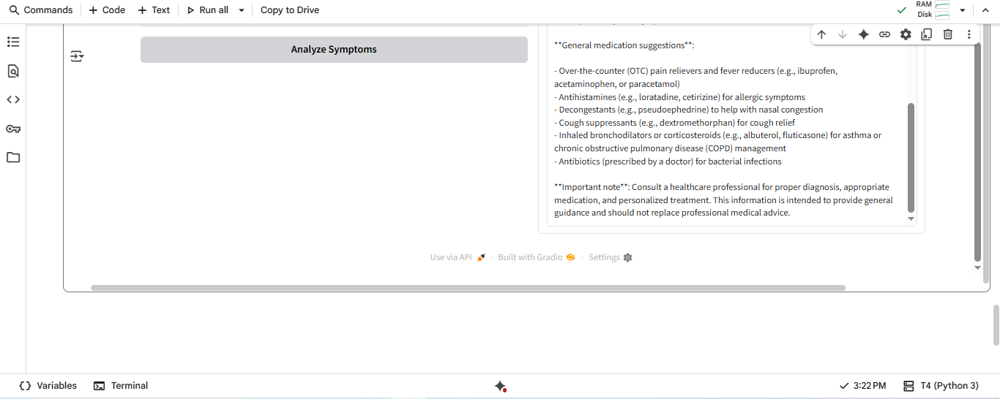 Commands
+ Code
+ Text
Run all
Copy to Drive
RAM
Disk
Analyze Symptoms
**General medication suggestions**:
- Over-the-counter (OTC) pain relievers and fever reducers (e.g., ibuprofen,
acetaminophen, or paracetamol)
- Antihistamines (e.g., loratadine, cetirizine) for allergic symptoms
- Decongestants (e.g., pseudoephedrine) to help with nasal congestion
- Cough suppressants (e.g., dextromethorphan) for cough relief
- Inhaled bronchodilators or corticosteroids (e.g., albuterol, fluticasone) for asthma or
chronic obstructive pulmonary disease (COPD) management
- Antibiotics (prescribed by a doctor) for bacterial infections
**Important note**: Consult a healthcare professional for proper diagnosis, appropriate
medication, and personalized treatment. This information is intended to provide general
guidance and should not replace professional medical advice.
Use via API · Built with Gradio · Settings
Variables
Terminal
3:22 PM
T4 (Python 3)